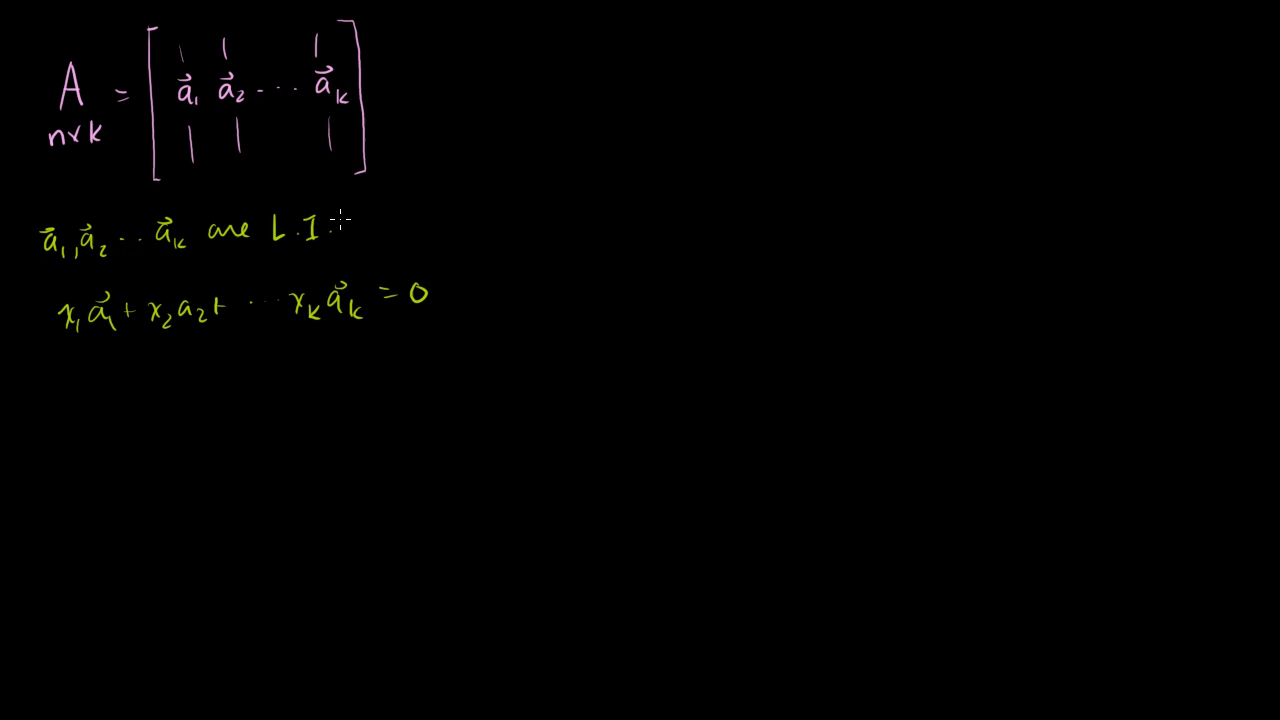 A = [ a⃗₁ a⃗₂ ... a⃗ₖ ]
n×k
a⃗₁, a⃗₂ ... a⃗ₖ are L.I.
x₁a⃗₁ + x₂a₂ + ... xₖa⃗ₖ = 0